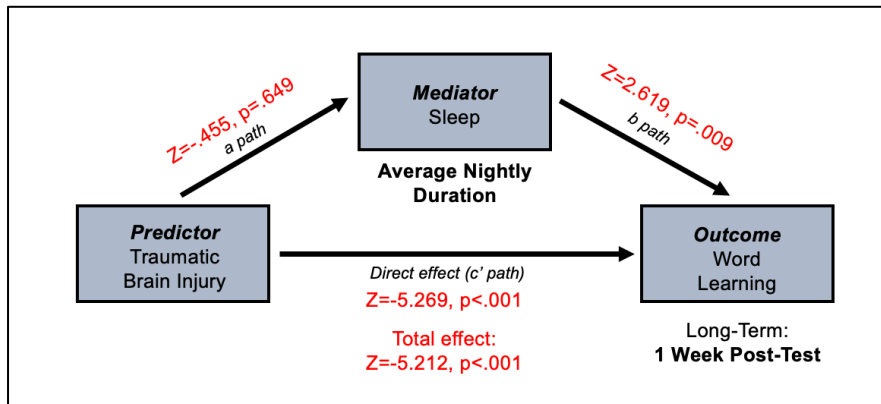 Z=-.455, p=.649
a path
Mediator
Sleep
Average Nightly
Duration
Z=2.619, p=.009
b path
Predictor
Traumatic
Brain Injury
Direct effect (c' path)
Z=-5.269, p<.001
Total effect:
Z=-5.212, p<.001
Outcome
Word
Learning
Long-Term:
1 Week Post-Test